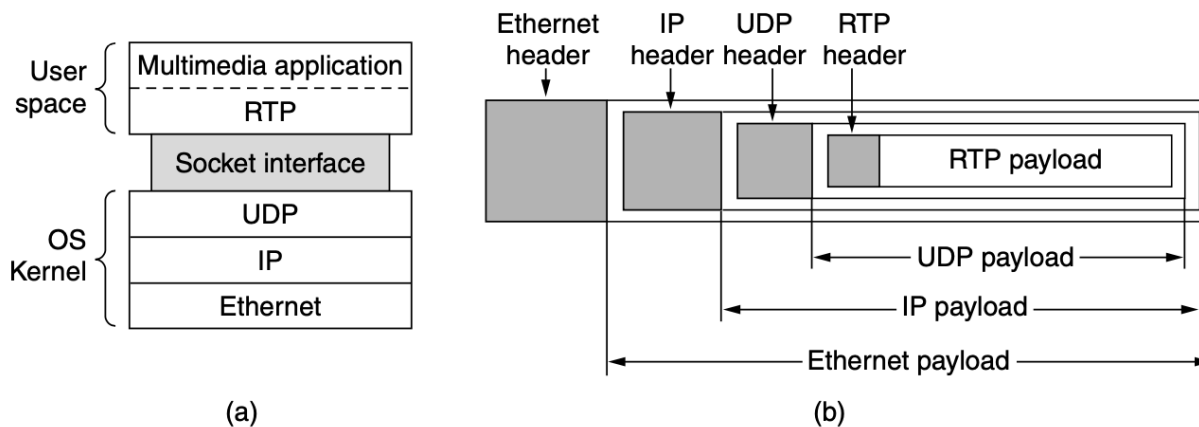 User
space
Multimedia application
RTP
Socket interface
OS
Kernel
UDP
IP
Ethernet
(a)
Ethernet
header
IP
header
UDP
header
RTP
header
RTP payload
UDP payload
IP payload
Ethernet payload
(b)